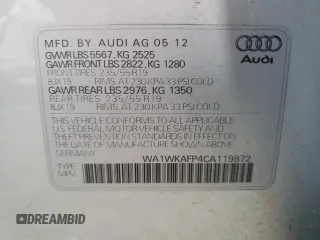 MFD. BY AUDI AG 05 12
GVWR LBS 5567, KG 2525
GAWR FRONT LBS 2822, KG 1280
FRONT-TIRES 235/55 R19
8JX19 RIMS, AT 230 KPA 33 PSI COLD
GAWR REAR LBS 2976, KG 1350
REAR-TIRES 235/55 R19
8JX19 RIMS, AT 230 KPA 33 PSI COLD
Audi
THIS VEHICLE CONFORMS TO ALL APPLICABLE
FEDERAL MOTOR VEHICLE SAFETY AND THEFT
PREVENTION STANDARDS IN EFFECT ON THE
DATE OF MANUFACTURE SHOWN ABOVE.
WA1WKAFP4CA119872
MPV
DREAMBID